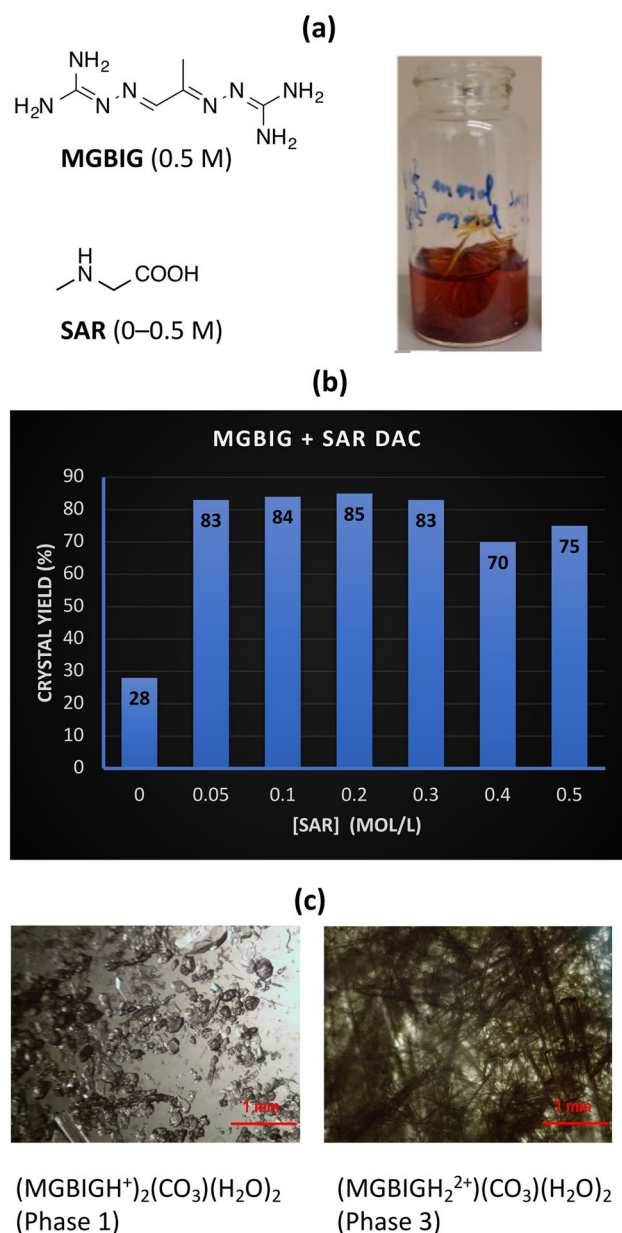 (a)
NH₂
H₂N
N
N
N
N
NH₂
NH₂
MGBIG (0.5 M)
H
N
COOH
SAR (0–0.5 M)
(b)
MGBIG + SAR DAC
CRYSTAL YIELD (%)
90
80
70
60
50
40
30
20
10
0
28
83
84
85
83
70
75
0 0.05 0.1 0.2 0.3 0.4 0.5
[SAR] (MOL/L)
(c)
1 mm
1 mm
(MGBIGH⁺)₂(CO₃)(H₂O)₂
(Phase 1)
(MGBIGH₂²⁺)(CO₃)(H₂O)₂
(Phase 3)